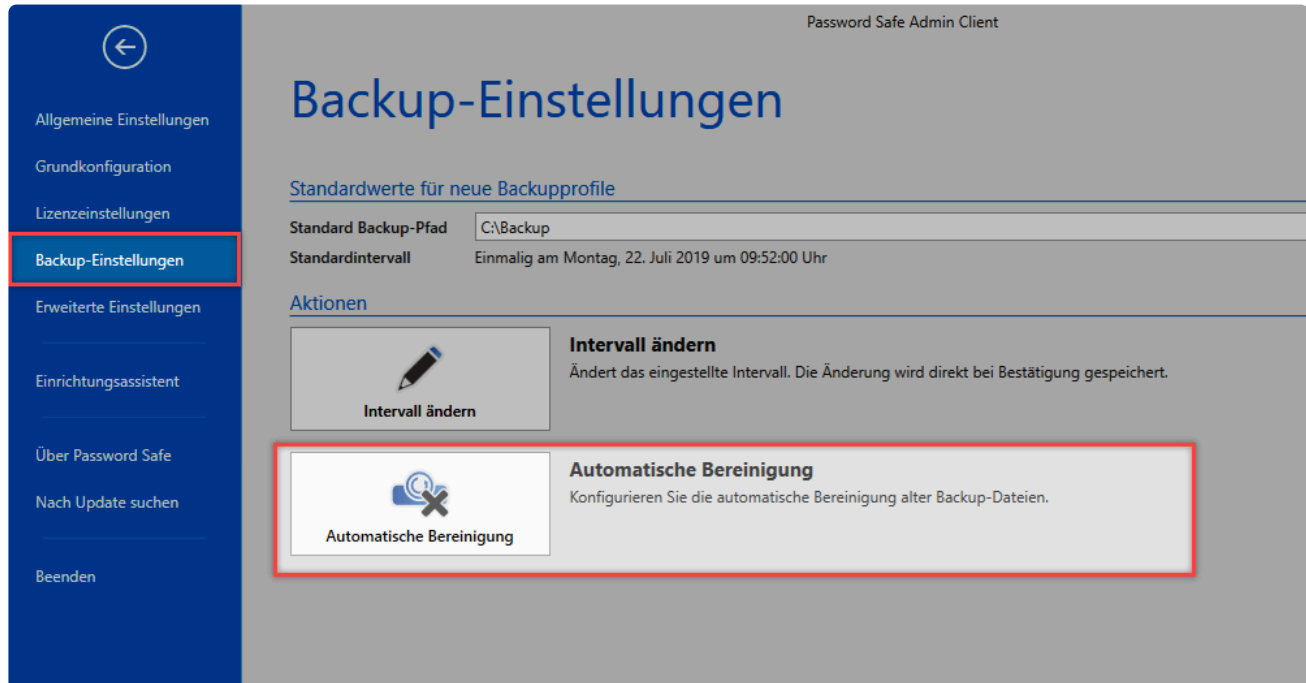 Password Safe Admin Client
Allgemeine Einstellungen
Grundkonfiguration
Lizenzeinstellungen
Backup-Einstellungen
Erweiterte Einstellungen
Einrichtungsassistent
Über Password Safe
Nach Update suchen
Beenden
Backup-Einstellungen
Standardwerte für neue Backupprofile
Standard Backup-Pfad C:\Backup
Standardintervall Einmalig am Montag, 22. Juli 2019 um 09:52:00 Uhr
Aktionen
Intervall ändern
Intervall ändern
Ändert das eingestellte Intervall. Die Änderung wird direkt bei Bestätigung gespeichert.
Automatische Bereinigung
Automatische Bereinigung
Konfigurieren Sie die automatische Bereinigung alter Backup-Dateien.